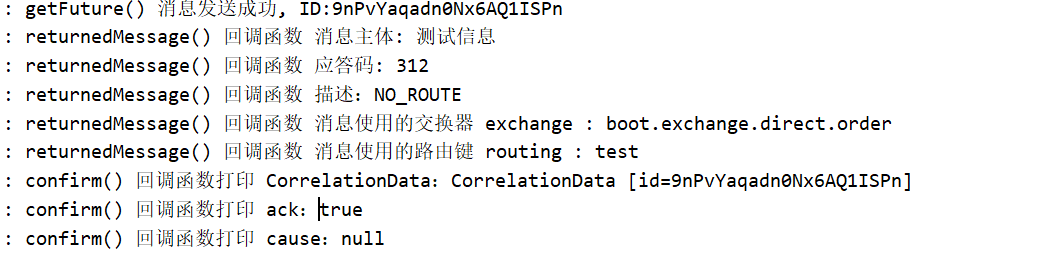 : getFuture() 消息发送成功, ID:9nPvYaqadn0Nx6AQ1ISPn
: returnedMessage() 回调函数 消息主体: 测试信息
: returnedMessage() 回调函数 应答码: 312
: returnedMessage() 回调函数 描述：NO_ROUTE
: returnedMessage() 回调函数 消息使用的交换器 exchange : boot.exchange.direct.order
: returnedMessage() 回调函数 消息使用的路由键 routing : test
: confirm() 回调函数打印 CorrelationData：CorrelationData [id=9nPvYaqadn0Nx6AQ1ISPn]
: confirm() 回调函数打印 ack：true
: confirm() 回调函数打印 cause：null